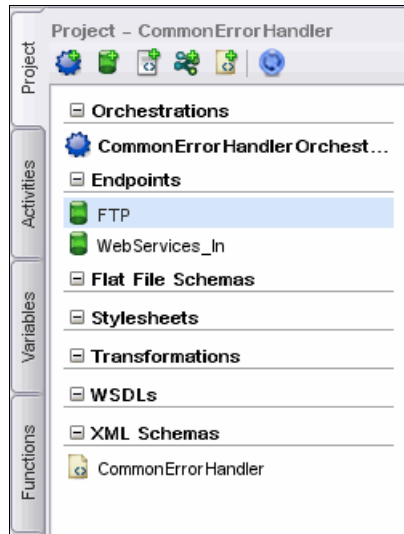 Project - CommonErrorHandler
Project
Activities
Variables
Functions
Orchestrations
CommonErrorHandlerOrchest...
Endpoints
FTP
WebServices_In
Flat File Schemas
Stylesheets
Transformations
WSDLs
XML Schemas
CommonErrorHandler